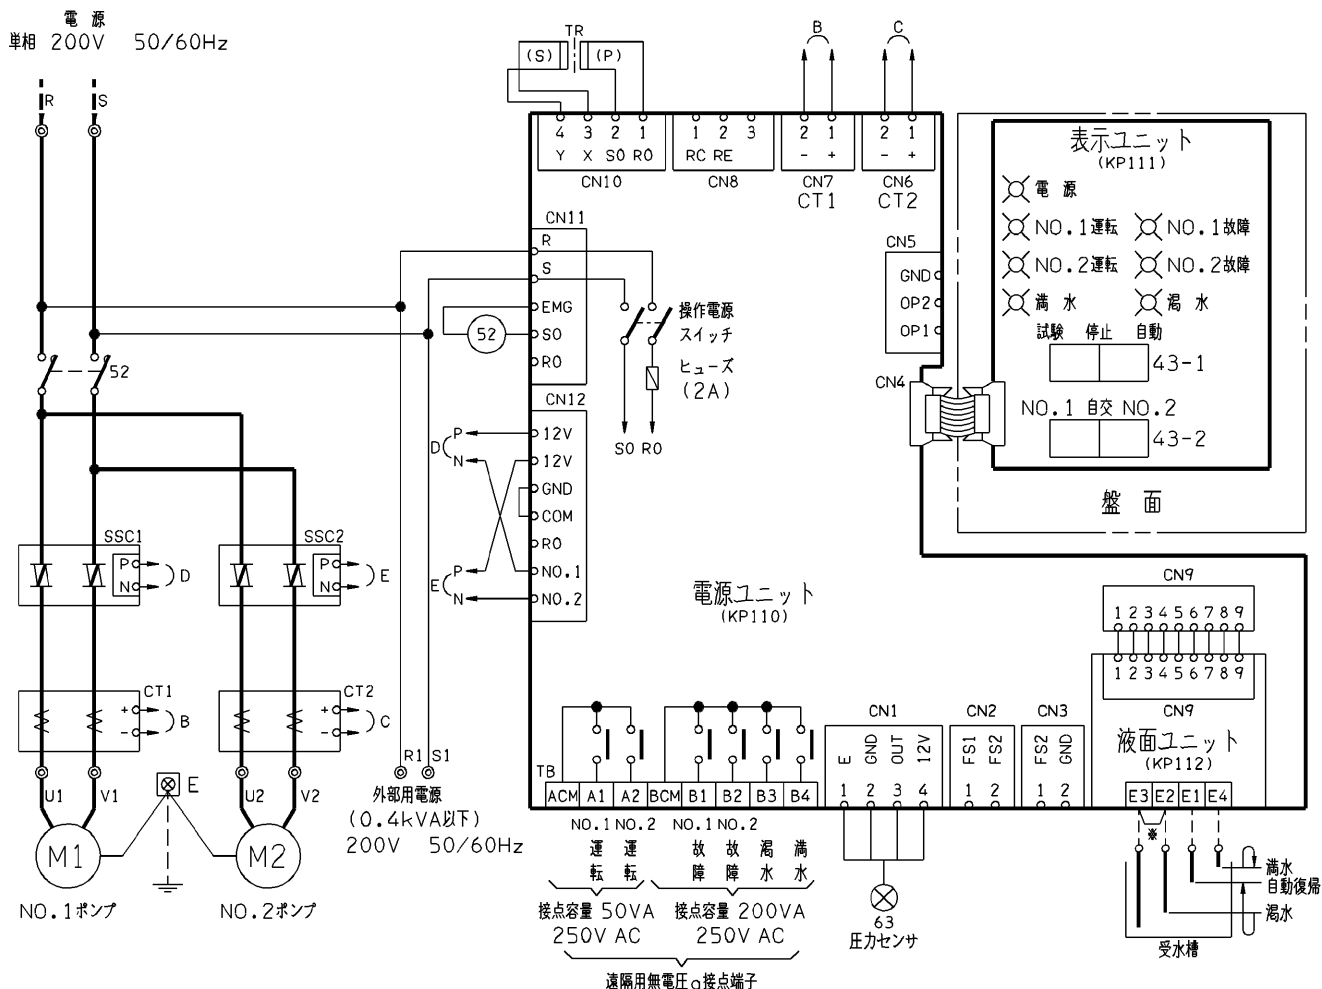 電 源
単相 200V 50/60Hz
R S
52
SSC1
P
N
D
SSC2
P
N
E
CT1
+
-
B
CT2
+
-
C
U1 V1 E U2 V2
M1 M2
NO.1ポンプ NO.2ポンプ
R1 S1
外部用電源
(0.4kVA以下)
200V 50/60Hz
TR
(S) (P)
4 3 2 1
Y X S0 R0
CN10
1 2 3
RC RE
CN8
B
2 1
- +
CN7
CT1
C
2 1
- +
CN6
CT2
CN11
R
S
EMG
S0
R0
52
操作電源
スイッチ
ヒューズ
(2A)
S0 R0
CN12
12V
12V
GND
COM
R0
NO.1
NO.2
P
D
N
P
E
N
CN5
GND
OP2
OP1
CN4
表示ユニット
(KP111)
電 源
NO.1運転 NO.1故障
NO.2運転 NO.2故障
満 水 渇 水
試験 停止 自動
43-1
NO.1 自交 NO.2
43-2
盤 面
電源ユニット
(KP110)
CN9
1 2 3 4 5 6 7 8 9
1 2 3 4 5 6 7 8 9
CN9
液面ユニット
(KP112)
E3 E2 E1 E4
※
満水
自動復帰
渇水
受水槽
TB
ACM A1 A2 BCM B1 B2 B3 B4
NO.1 NO.2 NO.1 NO.2
運転 運転 故障 故障 渇水 満水
接点容量 50VA
250V AC
接点容量 200VA
250V AC
遠隔用無電圧a接点端子
CN1
E GND OUT 12V
1 2 3 4
63
圧力センサ
CN2
FS1 FS2
1 2
CN3
FS2 GND
1 2